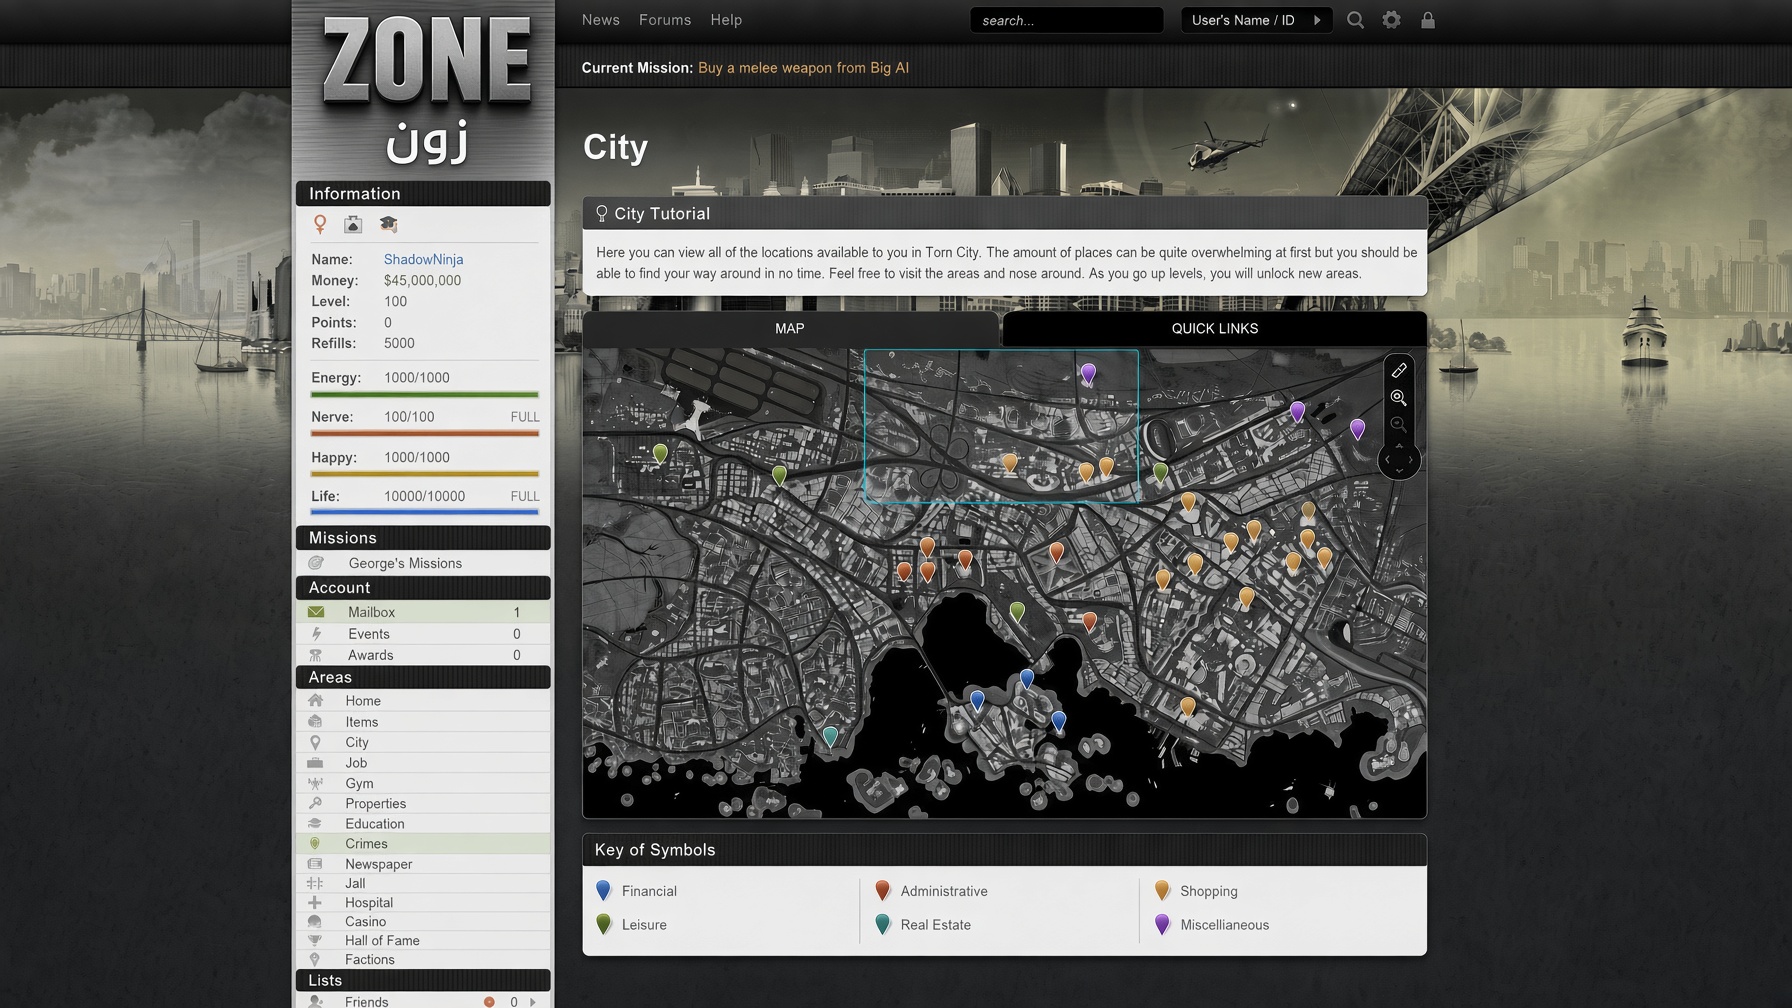 ZONE
زون
News Forums Help
search...
User's Name / ID
Current Mission: Buy a melee weapon from Big Al
City
City Tutorial
Here you can view all of the locations available to you in Torn City. The amount of places can be quite overwhelming at first but you should be
able to find your way around in no time. Feel free to visit the areas and nose around. As you go up levels, you will unlock new areas.
MAP
QUICK LINKS
Key of Symbols
Financial
Administrative
Shopping
Leisure
Real Estate
Miscellaneous
Information
Name: ShadowNinja
Money: $45,000,000
Level: 100
Points: 0
Refills: 5000
Energy: 1000/1000
Nerve: 100/100 FULL
Happy: 1000/1000
Life: 10000/10000 FULL
Missions
George's Missions
Account
Mailbox 1
Events 0
Awards 0
Areas
Home
Items
City
Job
Gym
Properties
Education
Crimes
Newspaper
Jall
Hospital
Casino
Hall of Fame
Factions
Lists
Friends 0